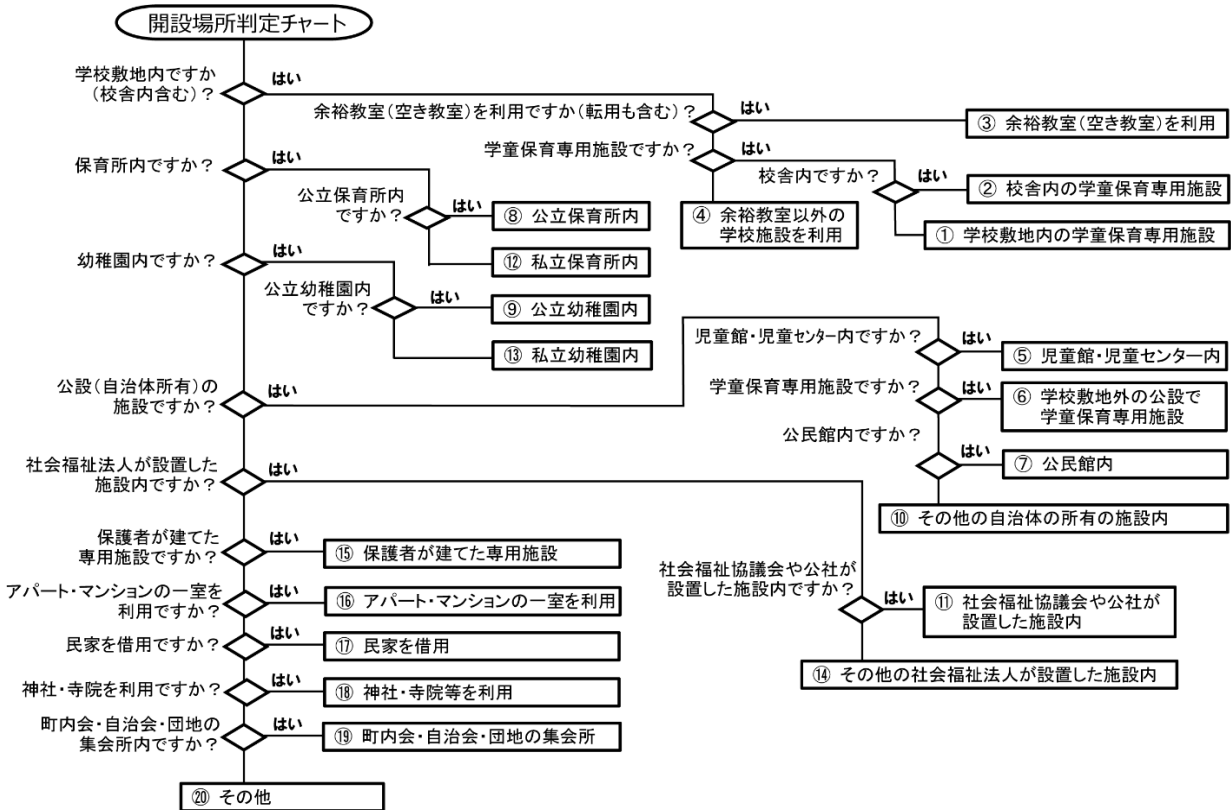 開設場所判定チャート
学校敷地内ですか
（校舎内含む）？
はい
余裕教室（空き教室）を利用ですか（転用も含む）？
はい
③ 余裕教室（空き教室）を利用
学童保育専用施設ですか？
はい
校舎内ですか？
はい
② 校舎内の学童保育専用施設
① 学校敷地内の学童保育専用施設
④ 余裕教室以外の
学校施設を利用
保育所内ですか？
はい
公立保育所内
ですか？
はい
⑧ 公立保育所内
⑫ 私立保育所内
幼稚園内ですか？
はい
公立幼稚園内
ですか？
はい
⑨ 公立幼稚園内
⑬ 私立幼稚園内
公設（自治体所有）の
施設ですか？
はい
児童館・児童センター内ですか？
はい
⑤ 児童館・児童センター内
学童保育専用施設ですか？
はい
⑥ 学校敷地外の公設で
学童保育専用施設
公民館内ですか？
はい
⑦ 公民館内
⑩ その他の自治体の所有の施設内
社会福祉法人が設置した
施設内ですか？
はい
社会福祉協議会や公社が
設置した施設内ですか？
はい
⑪ 社会福祉協議会や公社が
設置した施設内
⑭ その他の社会福祉法人が設置した施設内
保護者が建てた
専用施設ですか？
はい
⑮ 保護者が建てた専用施設
アパート・マンションの一室を
利用ですか？
はい
⑯ アパート・マンションの一室を利用
民家を借用ですか？
はい
⑰ 民家を借用
神社・寺院を利用ですか？
はい
⑱ 神社・寺院等を利用
町内会・自治会・団地の
集会所内ですか？
はい
⑲ 町内会・自治会・団地の集会所
⑳ その他